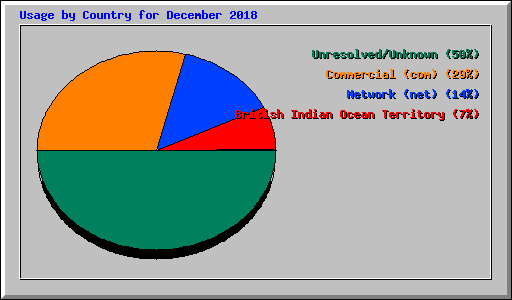 Usage by Country for December 2018
Unresolved/Unknown (50%)
Commercial (com) (29%)
Network (net) (14%)
British Indian Ocean Territory (7%)